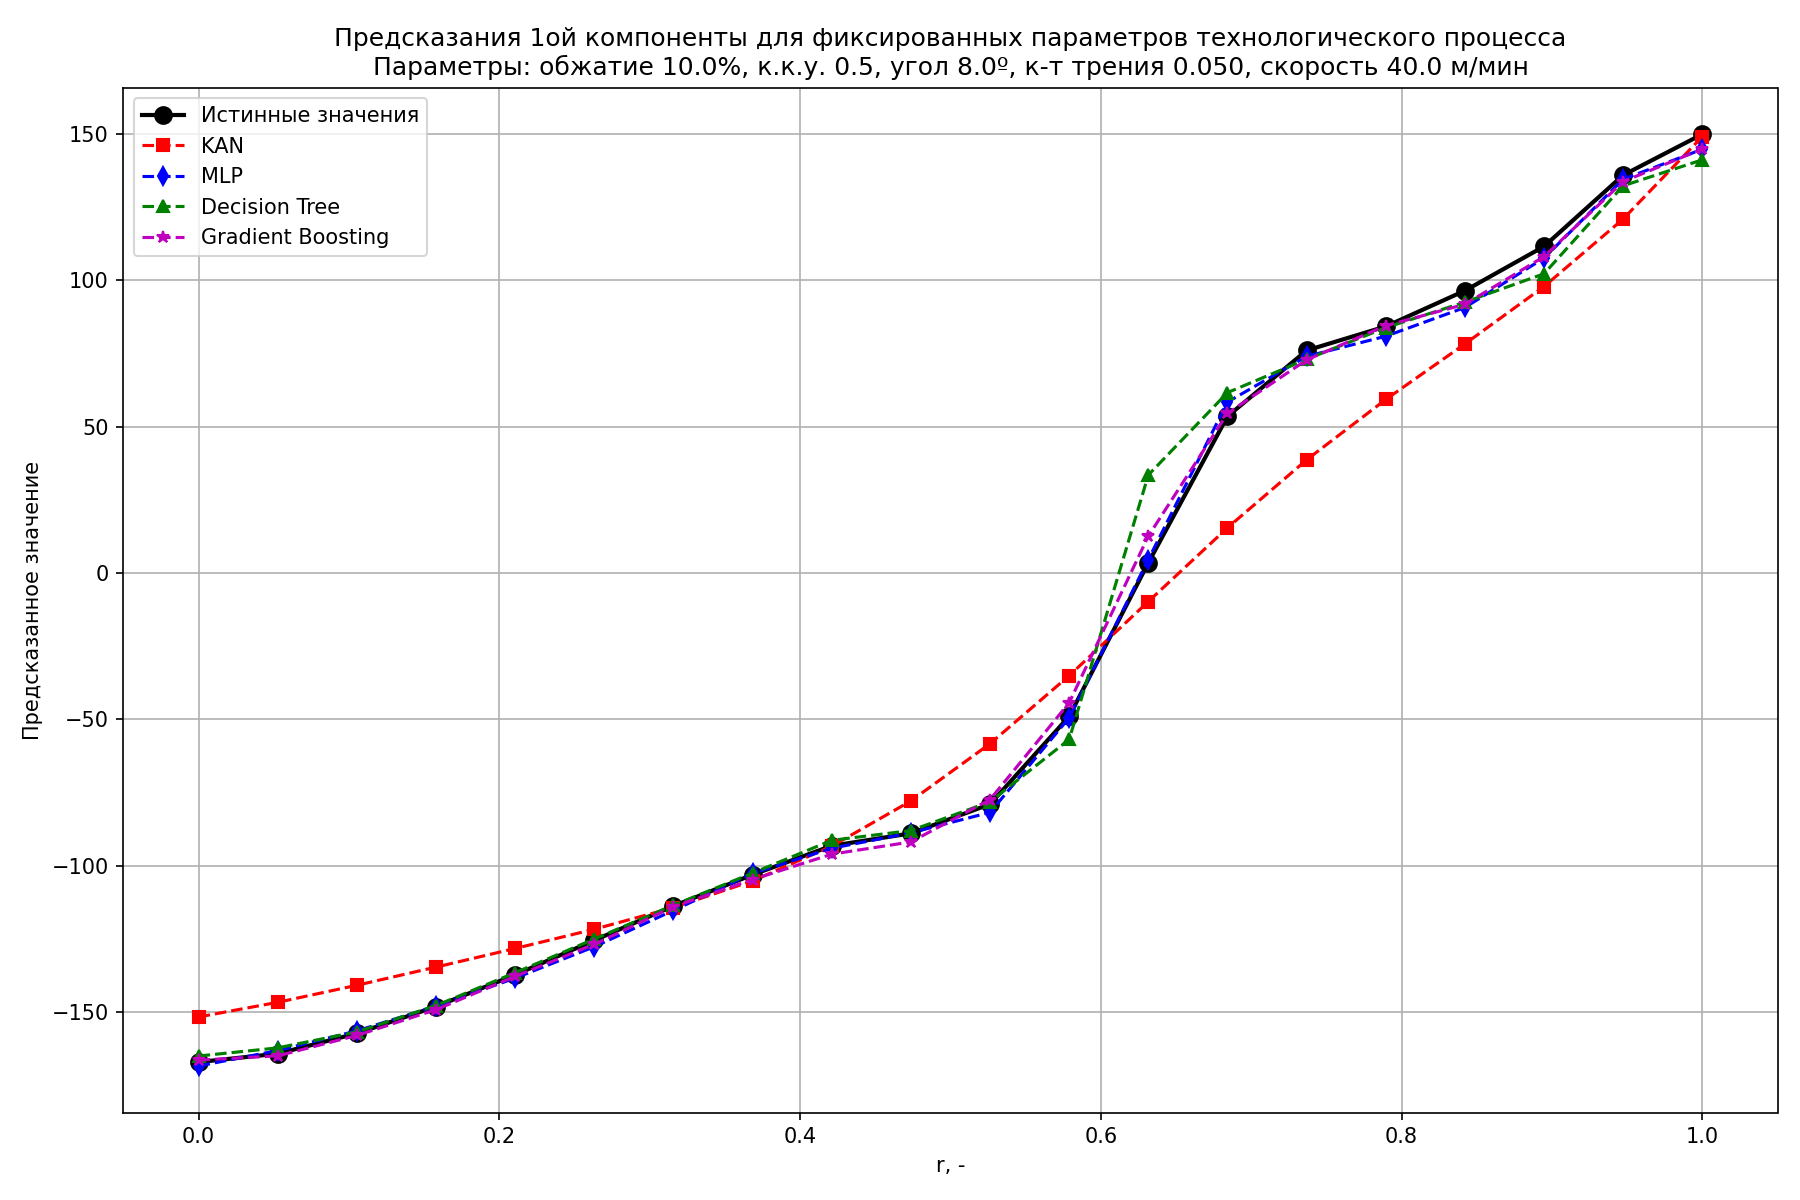 Предсказания 1ой компоненты для фиксированных параметров технологического процесса
Параметры: обжатие 10.0%, к.к.у. 0.5, угол 8.0º, к-т трения 0.050, скорость 40.0 м/мин
Истинные значения
KAN
MLP
Decision Tree
Gradient Boosting
Предсказанное значение
150
100
50
0
−50
−100
−150
0.0 0.2 0.4 0.6 0.8 1.0
r, -